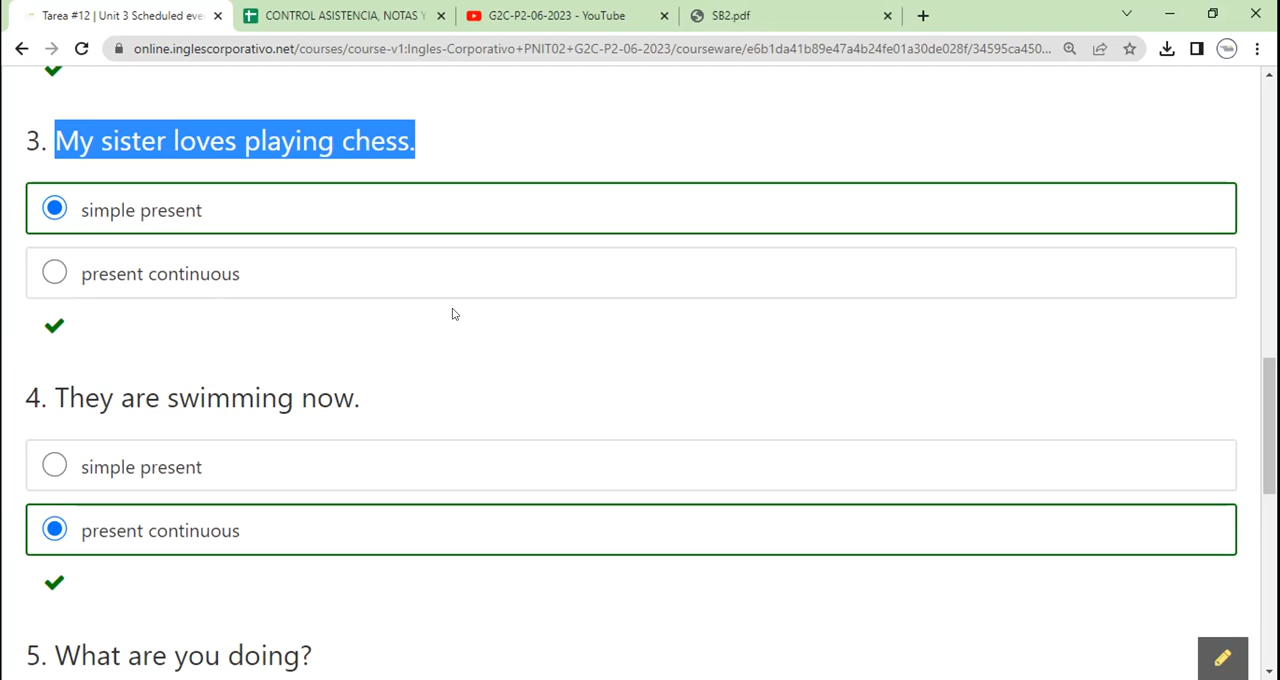 Tarea #12 | Unit 3 Scheduled eve
CONTROL ASISTENCIA, NOTAS Y
G2C-P2-06-2023 - YouTube
SB2.pdf
online.inglescorporativo.net/courses/course-v1:Ingles-Corporativo+PNIT02+G2C-P2-06-2023/courseware/e6b1da41b89e47a4b24fe01a30de028f/34595ca450...
3. My sister loves playing chess.
simple present
present continuous
4. They are swimming now.
simple present
present continuous
5. What are you doing?